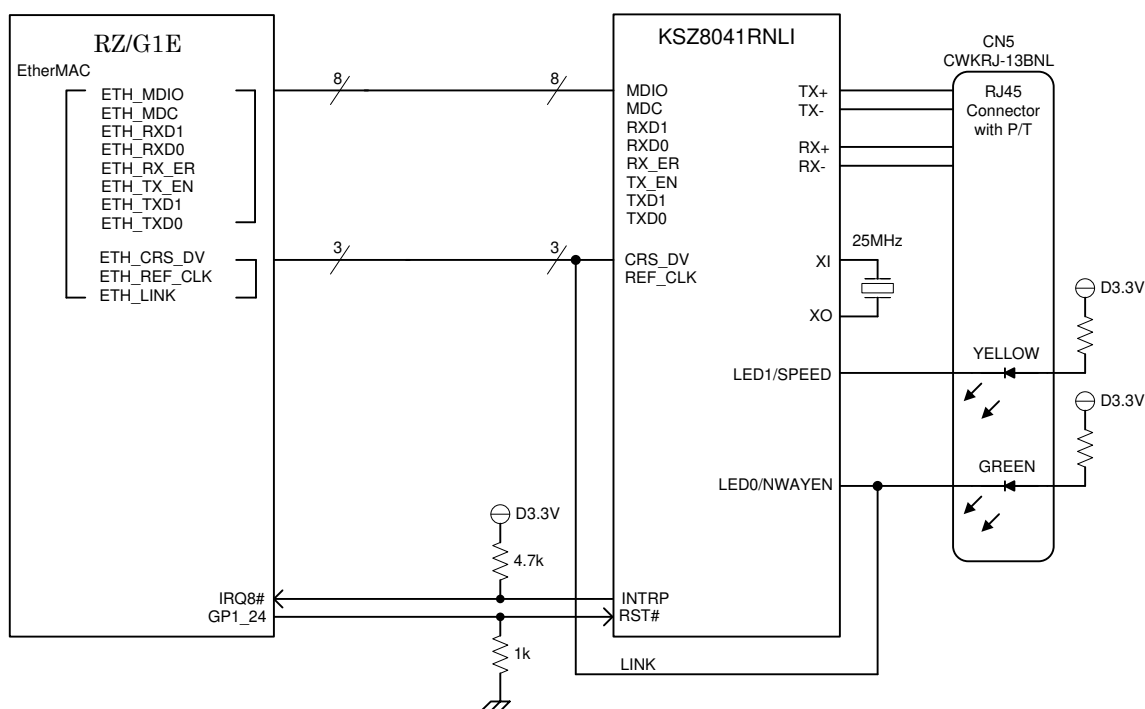 RZ/G1E
EtherMAC
ETH_MDIO
ETH_MDC
ETH_RXD1
ETH_RXD0
ETH_RX_ER
ETH_TX_EN
ETH_TXD1
ETH_TXD0
ETH_CRS_DV
ETH_REF_CLK
ETH_LINK
IRQ8#
GP1_24
8
8
3
3
D3.3V
4.7k
1k
LINK
KSZ8041RNLI
MDIO
MDC
RXD1
RXD0
RX_ER
TX_EN
TXD1
TXD0
CRS_DV
REF_CLK
INTRP
RST#
TX+
TX-
RX+
RX-
XI
XO
25MHz
LED1/SPEED
LED0/NWAYEN
CN5
CWKRJ-13BNL
RJ45
Connector
with P/T
YELLOW
D3.3V
GREEN
D3.3V